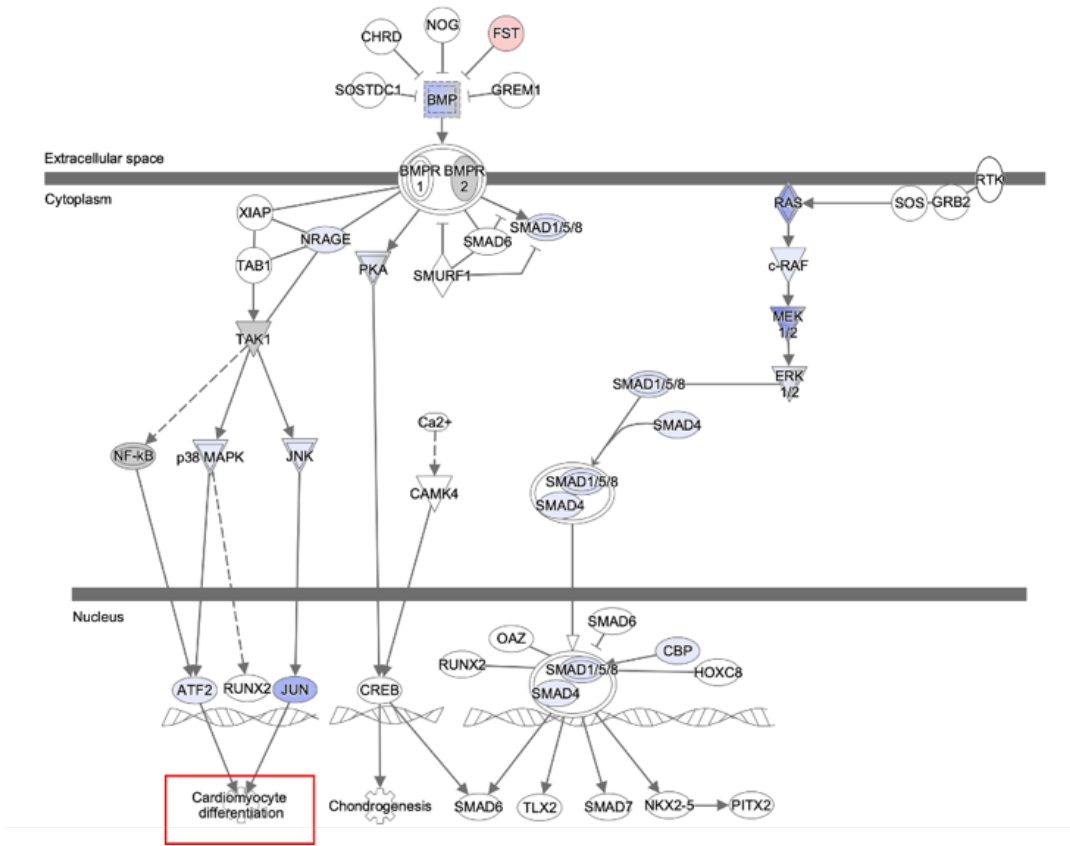 NOG
CHRD
FST
SOSTDC1
BMP
GREM1
Extracellular space
Cytoplasm
BMPR
1
BMPR
2
RTK
XIAP
NRAGE
SMAD6
SMAD1/5/8
RAS
SOS
GRB2
TAB1
PKA
SMURF1
c-RAF
TAK1
MEK
1/2
SMAD1/5/8
ERK
1/2
Ca2+
SMAD4
NF-kB
p38 MAPK
JNK
CAMK4
SMAD1/5/8
SMAD4
Nucleus
SMAD6
OAZ
CBP
RUNX2
SMAD1/5/8
HOXC8
ATF2
RUNX2
JUN
CREB
SMAD4
Cardiomyocyte
differentiation
Chondrogenesis
SMAD6
TLX2
SMAD7
NKX2-5
PITX2